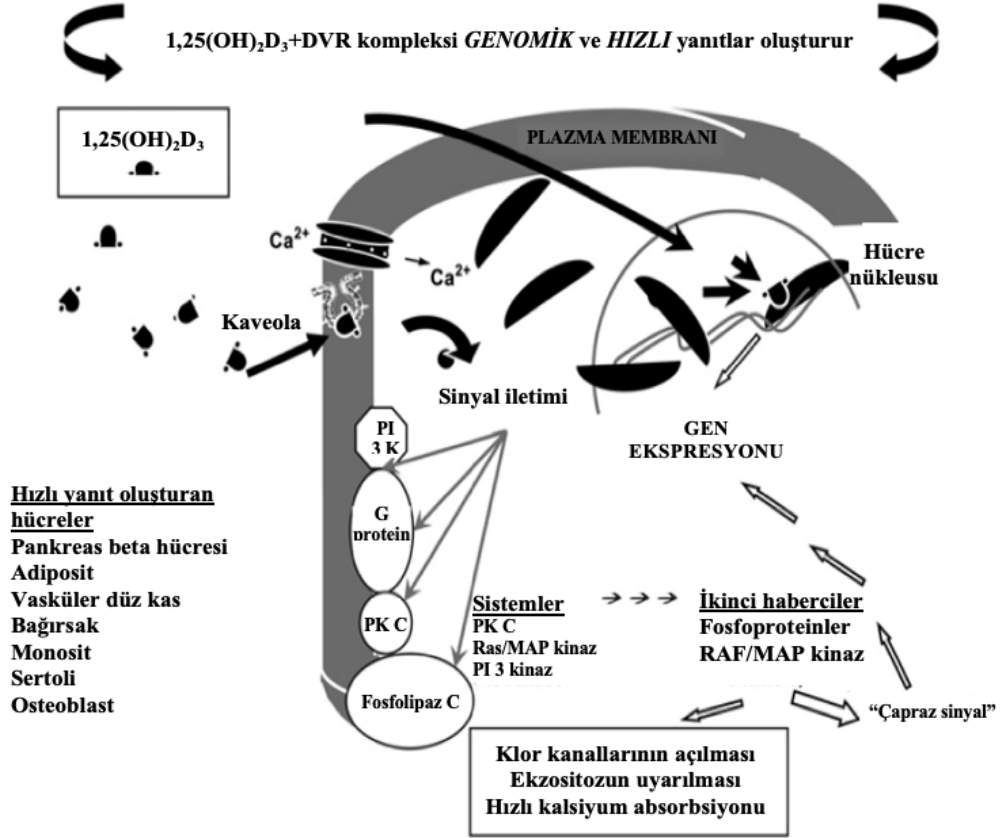 1,25(OH)₂D₃+DVR kompleksi GENOMİK ve HIZLI yanıtlar oluşturur
1,25(OH)₂D₃
PLAZMA MEMBRANI
Ca²⁺
Ca²⁺
Hücre
nükleusu
Kaveola
Sinyal iletimi
GEN
EKSPRESYONU
PI
3 K
G
protein
PK C
Fosfolipaz C
Hızlı yanıt oluşturan
hücreler
Pankreas beta hücresi
Adiposit
Vasküler düz kas
Bağırsak
Monosit
Sertoli
Osteoblast
Sistemler
PK C
Ras/MAP kinaz
PI 3 kinaz
İkinci haberciler
Fosfoproteinler
RAF/MAP kinaz
“Çapraz sinyal”
Klor kanallarının açılması
Ekzositozun uyarılması
Hızlı kalsiyum absorbsiyonu